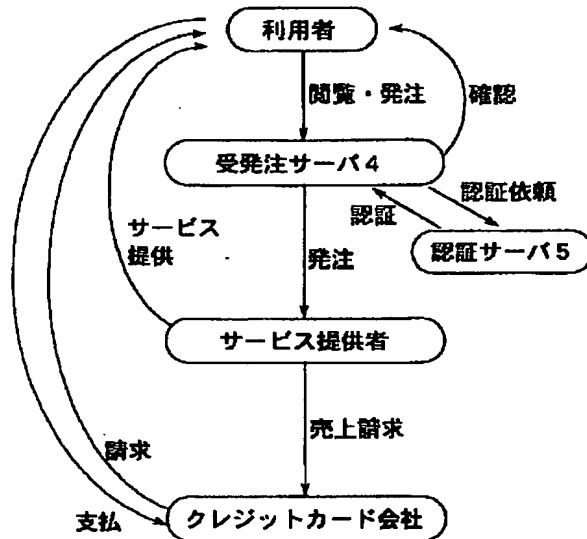 利用者
閲覧・発注
確認
受発注サーバ4
認証依頼
認証
サービス
提供
発注
認証サーバ5
サービス提供者
売上請求
請求
支払
クレジットカード会社